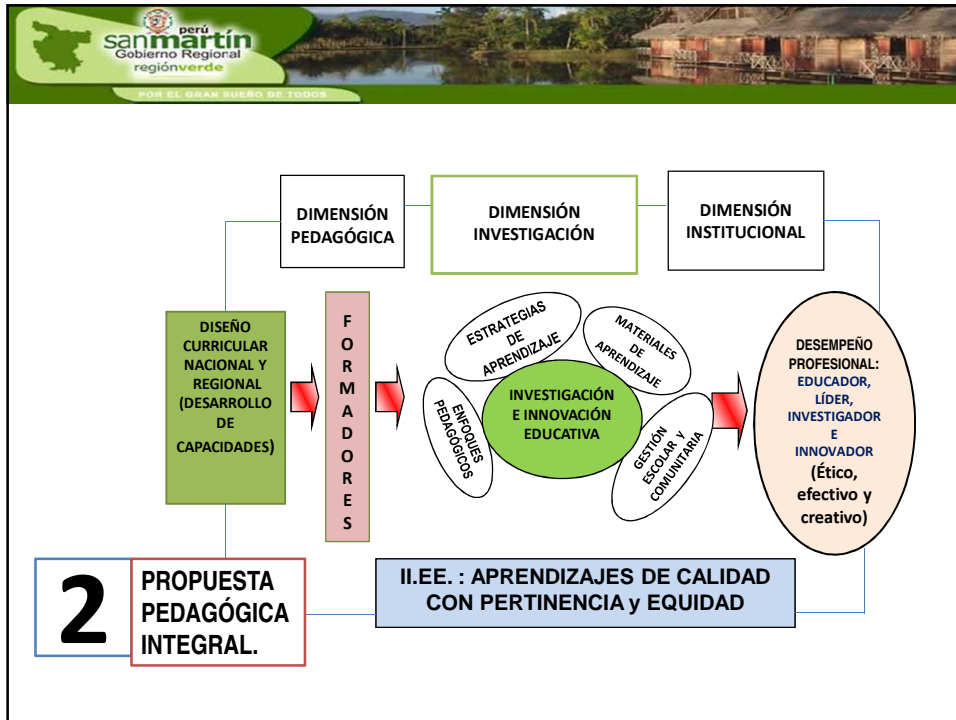 perú
sanmartín
Gobierno Regional
regiónverde
POR EL GRAN SUEÑO DE TODOS
DIMENSIÓN
PEDAGÓGICA
DIMENSIÓN
INVESTIGACIÓN
DIMENSIÓN
INSTITUCIONAL
DISEÑO
CURRICULAR
NACIONAL Y
REGIONAL
(DESARROLLO
DE
CAPACIDADES)
F
O
R
M
A
D
O
R
E
S
ESTRATEGIAS
DE
APRENDIZAJE
MATERIALES
DE
APRENDIZAJE
ENFOQUES
PEDAGÓGICOS
INVESTIGACIÓN
E INNOVACIÓN
EDUCATIVA
GESTIÓN
ESCOLAR Y
COMUNITARIA
DESEMPEÑO
PROFESIONAL:
EDUCADOR,
LÍDER,
INVESTIGADOR
E
INNOVADOR
(Ético,
efectivo y
creativo)
2
PROPUESTA
PEDAGÓGICA
INTEGRAL.
II.EE. : APRENDIZAJES DE CALIDAD
CON PERTINENCIA y EQUIDAD